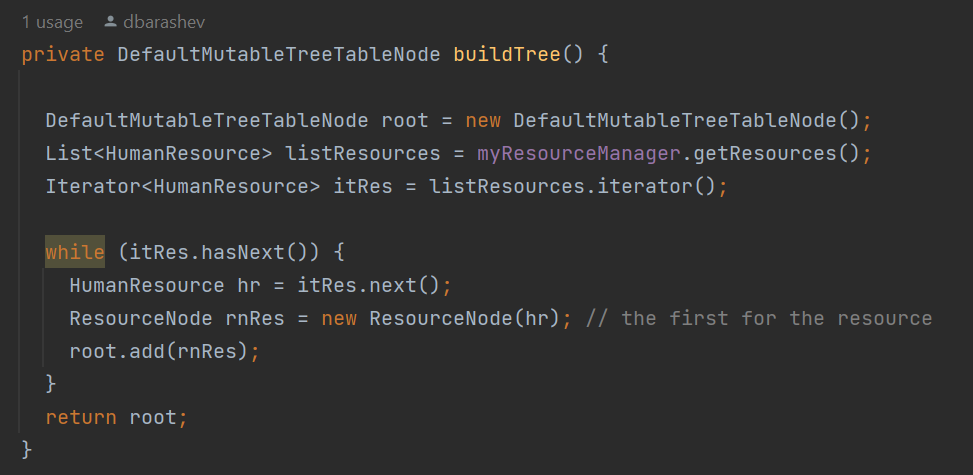 1 usage dbarashev
private DefaultMutableTreeTableNode buildTree() {
DefaultMutableTreeTableNode root = new DefaultMutableTreeTableNode();
List<HumanResource> listResources = myResourceManager.getResources();
Iterator<HumanResource> itRes = listResources.iterator();
while (itRes.hasNext()) {
HumanResource hr = itRes.next();
ResourceNode rnRes = new ResourceNode(hr); // the first for the resource
root.add(rnRes);
}
return root;
}